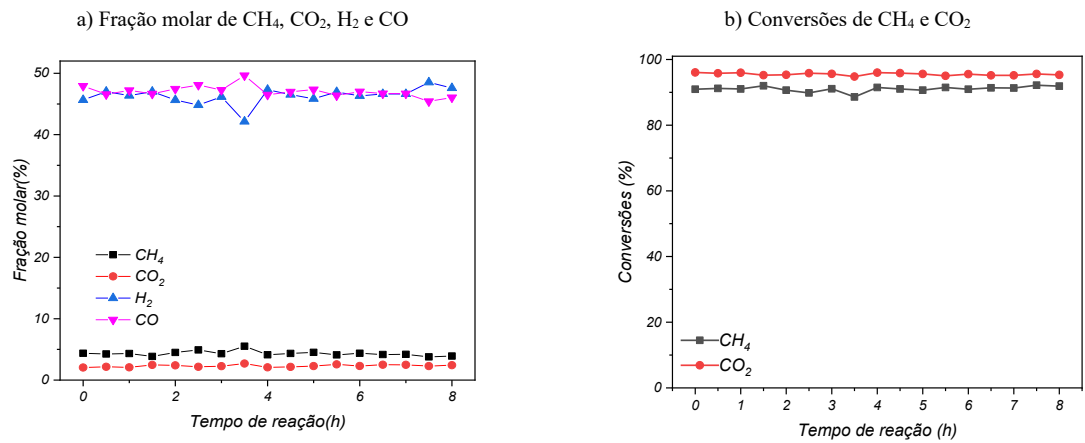 a) Fração molar de CH₄, CO₂, H₂ e CO
50
40
30
20
10
0
Fração molar(%)
CH₄
CO₂
H₂
CO
0 2 4 6 8
Tempo de reação(h)
b) Conversões de CH₄ e CO₂
100
80
60
40
20
0
Conversões (%)
CH₄
CO₂
0 1 2 3 4 5 6 7 8
Tempo de reação (h)